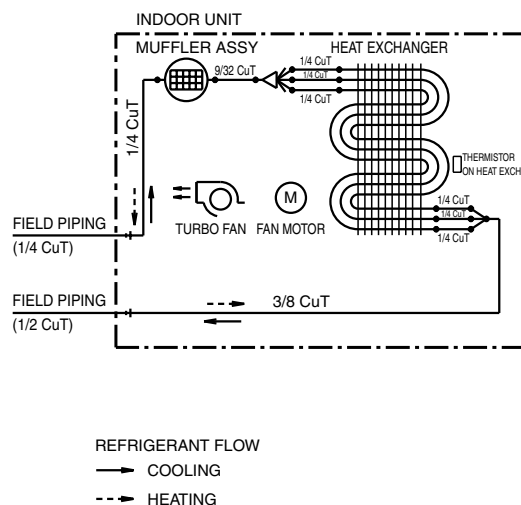 INDOOR UNIT
MUFFLER ASSY
HEAT EXCHANGER
1/4 CuT
9/32 CuT
1/4 CuT
1/4 CuT
1/4 CuT
THERMISTOR
ON HEAT EXCH
M
TURBO FAN
FAN MOTOR
1/4 CuT
1/4 CuT
1/4 CuT
FIELD PIPING
(1/4 CuT)
FIELD PIPING
(1/2 CuT)
3/8 CuT
REFRIGERANT FLOW
COOLING
HEATING